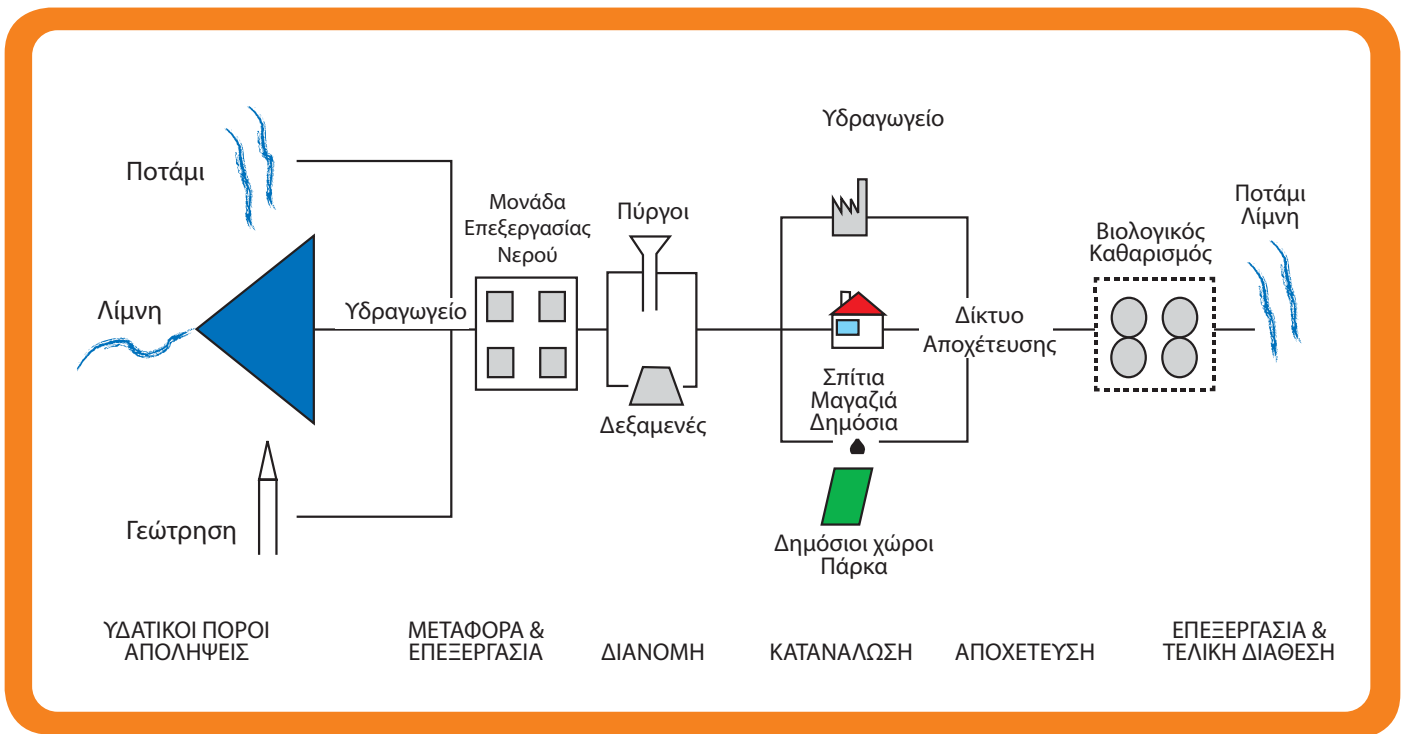 Υδραγωγείο
Ποτάμι
Μονάδα
Επεξεργασίας
Νερού
Πύργοι
Ποτάμι
Λίμνη
Βιολογικός
Καθαρισμός
Λίμνη
Υδραγωγείο
Δίκτυο
Αποχέτευσης
Σπίτια
Μαγαζιά
Δημόσια
Δεξαμενές
Γεώτρηση
Δημόσιοι χώροι
Πάρκα
ΥΔΑΤΙΚΟΙ ΠΟΡΟΙ
ΑΠΟΛΗΨΕΙΣ
ΜΕΤΑΦΟΡΑ &
ΕΠΕΞΕΡΓΑΣΙΑ
ΔΙΑΝΟΜΗ
ΚΑΤΑΝΑΛΩΣΗ
ΑΠΟΧΕΤΕΥΣΗ
ΕΠΕΞΕΡΓΑΣΙΑ &
ΤΕΛΙΚΗ ΔΙΑΘΕΣΗ